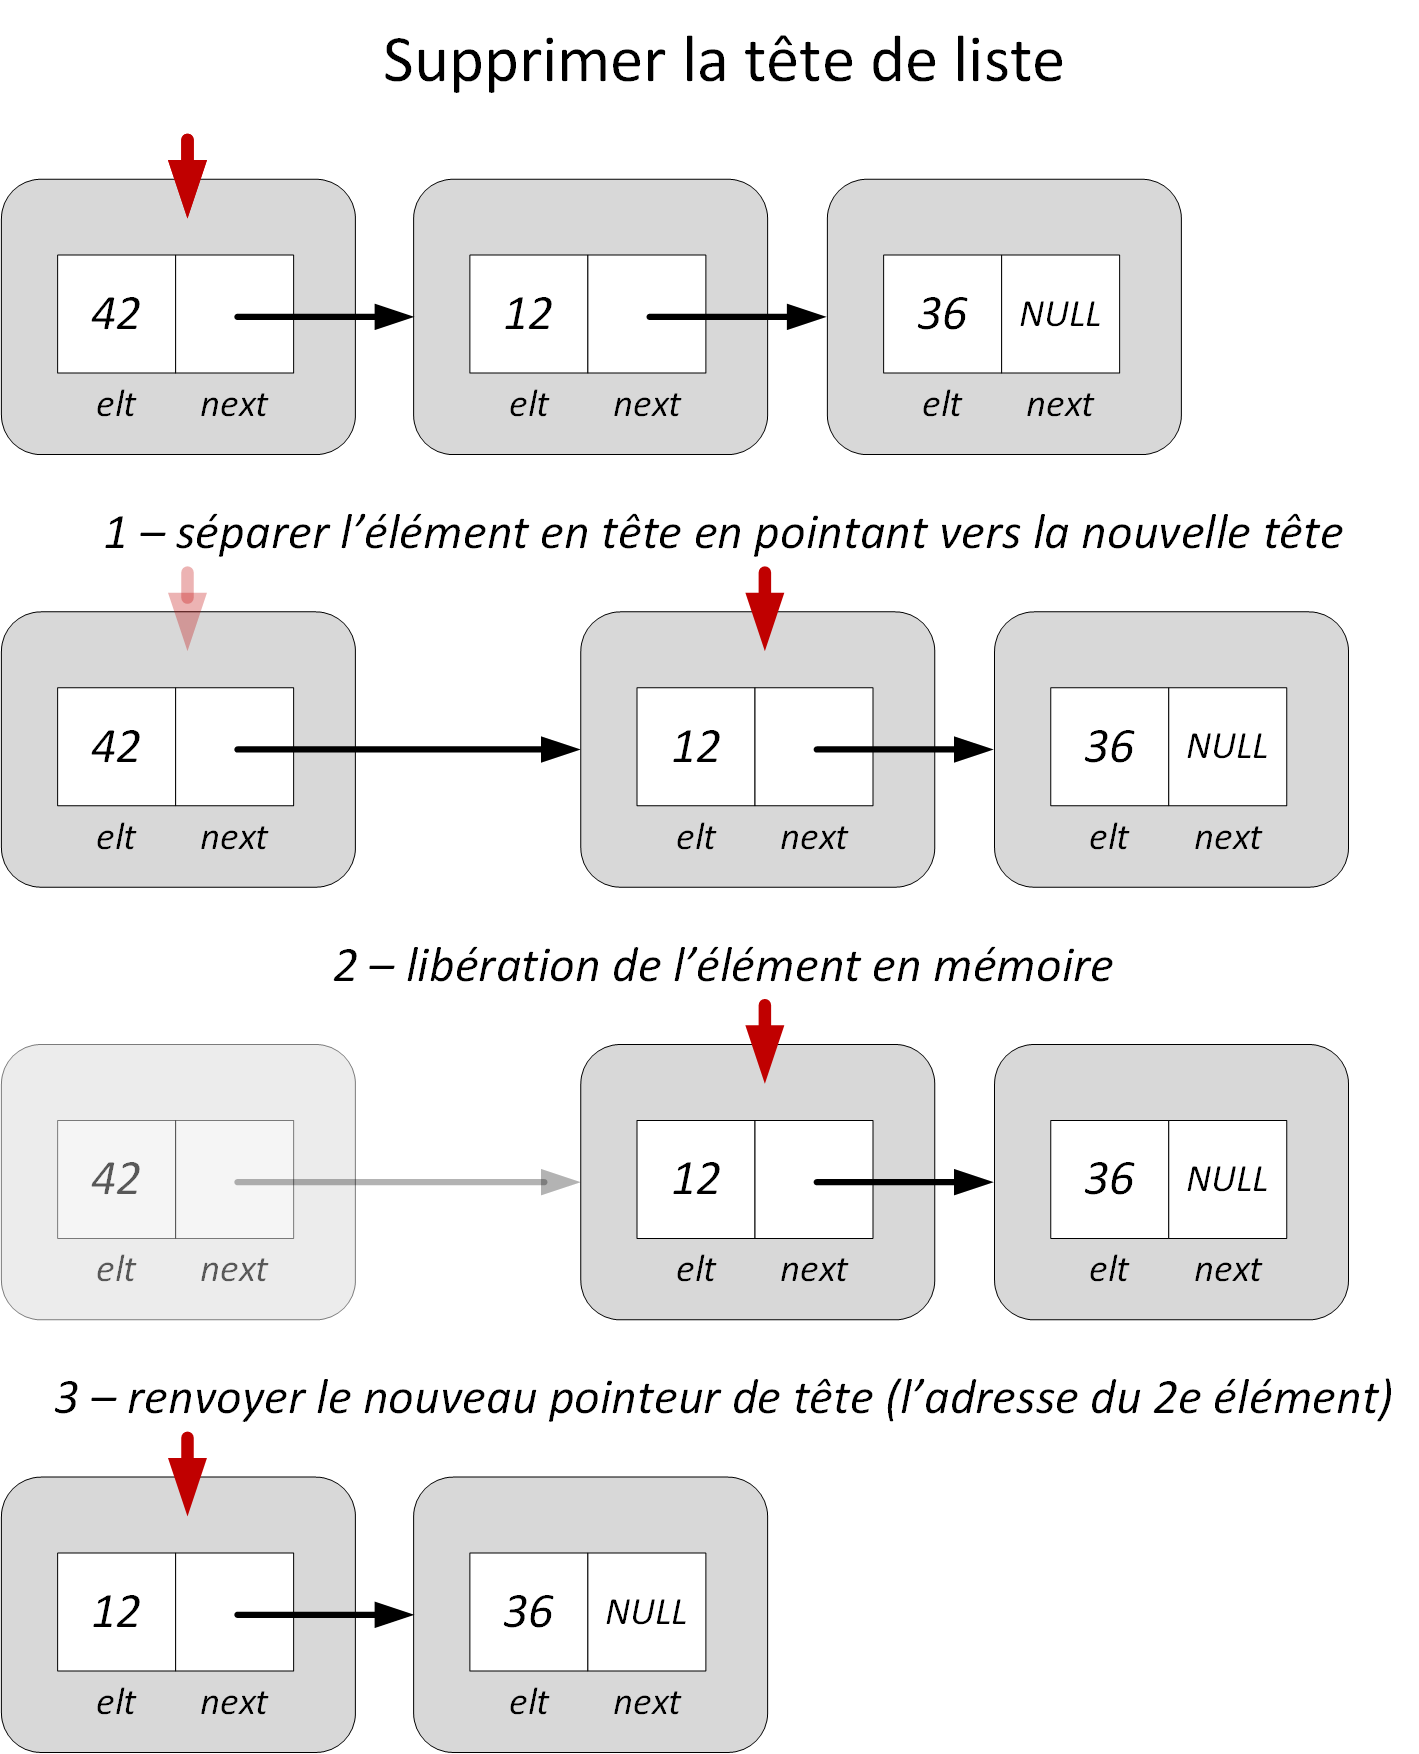 Supprimer la tête de liste
42 12 36 NULL
elt next elt next elt next
1 – séparer l’élément en tête en pointant vers la nouvelle tête
42 12 36 NULL
elt next elt next elt next
2 – libération de l’élément en mémoire
42 12 36 NULL
elt next elt next elt next
3 – renvoyer le nouveau pointeur de tête (l’adresse du 2e élément)
12 36 NULL
elt next elt next